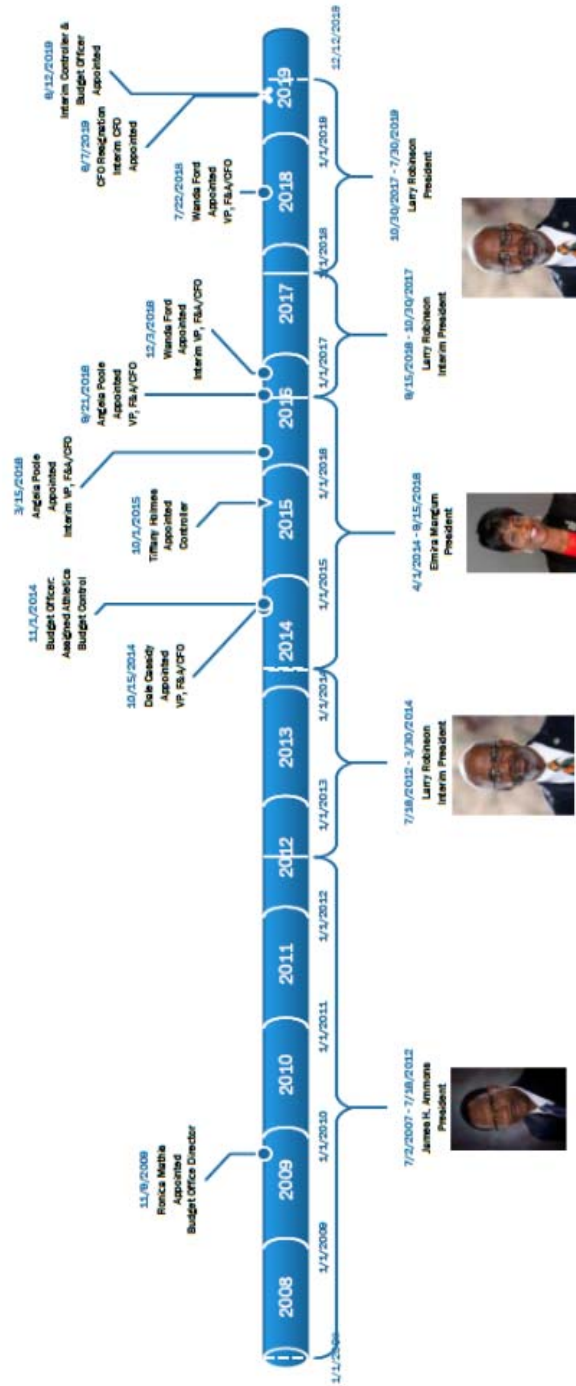 11/9/2009
Ronica Mathis
Appointed
Budget Office Director
11/1/2014
Budget Officer:
Assigned Athletics
Budget Control
10/15/2014
Dale Cassidy
Appointed
VP, F&A/CFO
3/15/2016
Angela Poole
Appointed
Interim VP, F&A/CFO
10/1/2015
Tiffany Holmes
Appointed
Controller
9/21/2016
Angela Poole
Appointed
VP, F&A/CFO
12/3/2016
Wanda Ford
Appointed
Interim VP, F&A/CFO
7/22/2018
Wanda Ford
Appointed
VP, F&A/CFO
6/12/2019
Interim Controller &
Budget Officer
Appointed
6/7/2019
CFO Resignation
Interim CFO
Appointed
2008
2009
2010
2011
2012
2013
2014
2015
2016
2017
2018
2019
1/1/2009
1/1/2010
1/1/2011
1/1/2012
1/1/2013
1/1/2014
1/1/2015
1/1/2016
1/1/2017
1/1/2018
1/1/2019
12/12/2019
7/2/2007 - 7/16/2012
James H. Ammons
President
7/16/2012 - 3/30/2014
Larry Robinson
Interim President
4/1/2014 - 9/15/2016
Elmira Mangum
President
9/15/2016 - 10/30/2017
Larry Robinson
Interim President
10/30/2017 - 7/30/2019
Larry Robinson
President